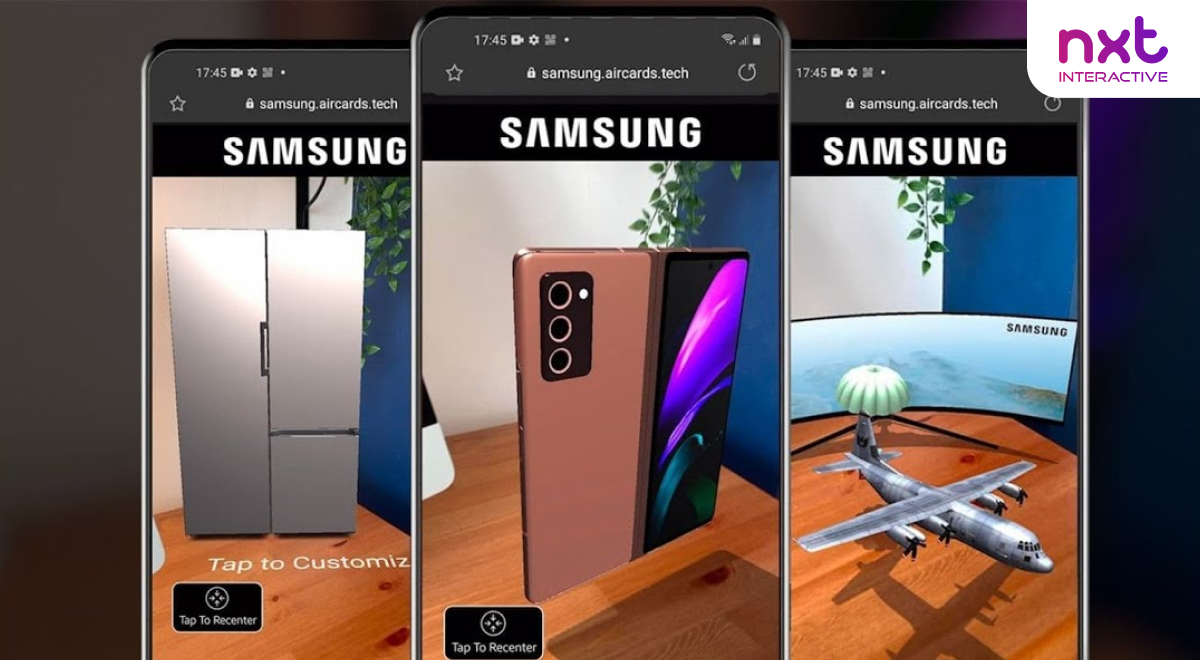 nxt
INTERACTIVE
17:45
samsung.aircards.tech
SAMSUNG
Tap to Customiz
Tap To Recenter
17:45
samsung.aircards.tech
SAMSUNG
Tap To Recenter
17:45
samsung.aircards.tech
SAMSUNG
SAMSUNG